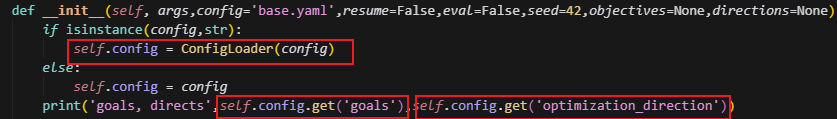 def __init__(self, args,config='base.yaml',resume=False,eval=False,seed=42,objectives=None,directions=None)
if isinstance(config,str):
self.config = ConfigLoader(config)
else:
self.config = config
print('goals, directs',self.config.get('goals'),self.config.get('optimization_direction'))